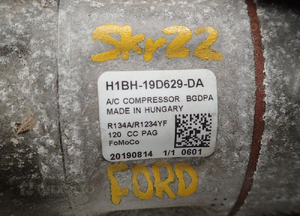 Skr22
H1BH-19D629-DA
A/C COMPRESSOR BGDPA
MADE IN HUNGARY
R134A/R1234YF
120 CC PAG
FoMoCo
20190814 1/1 0601
FORD